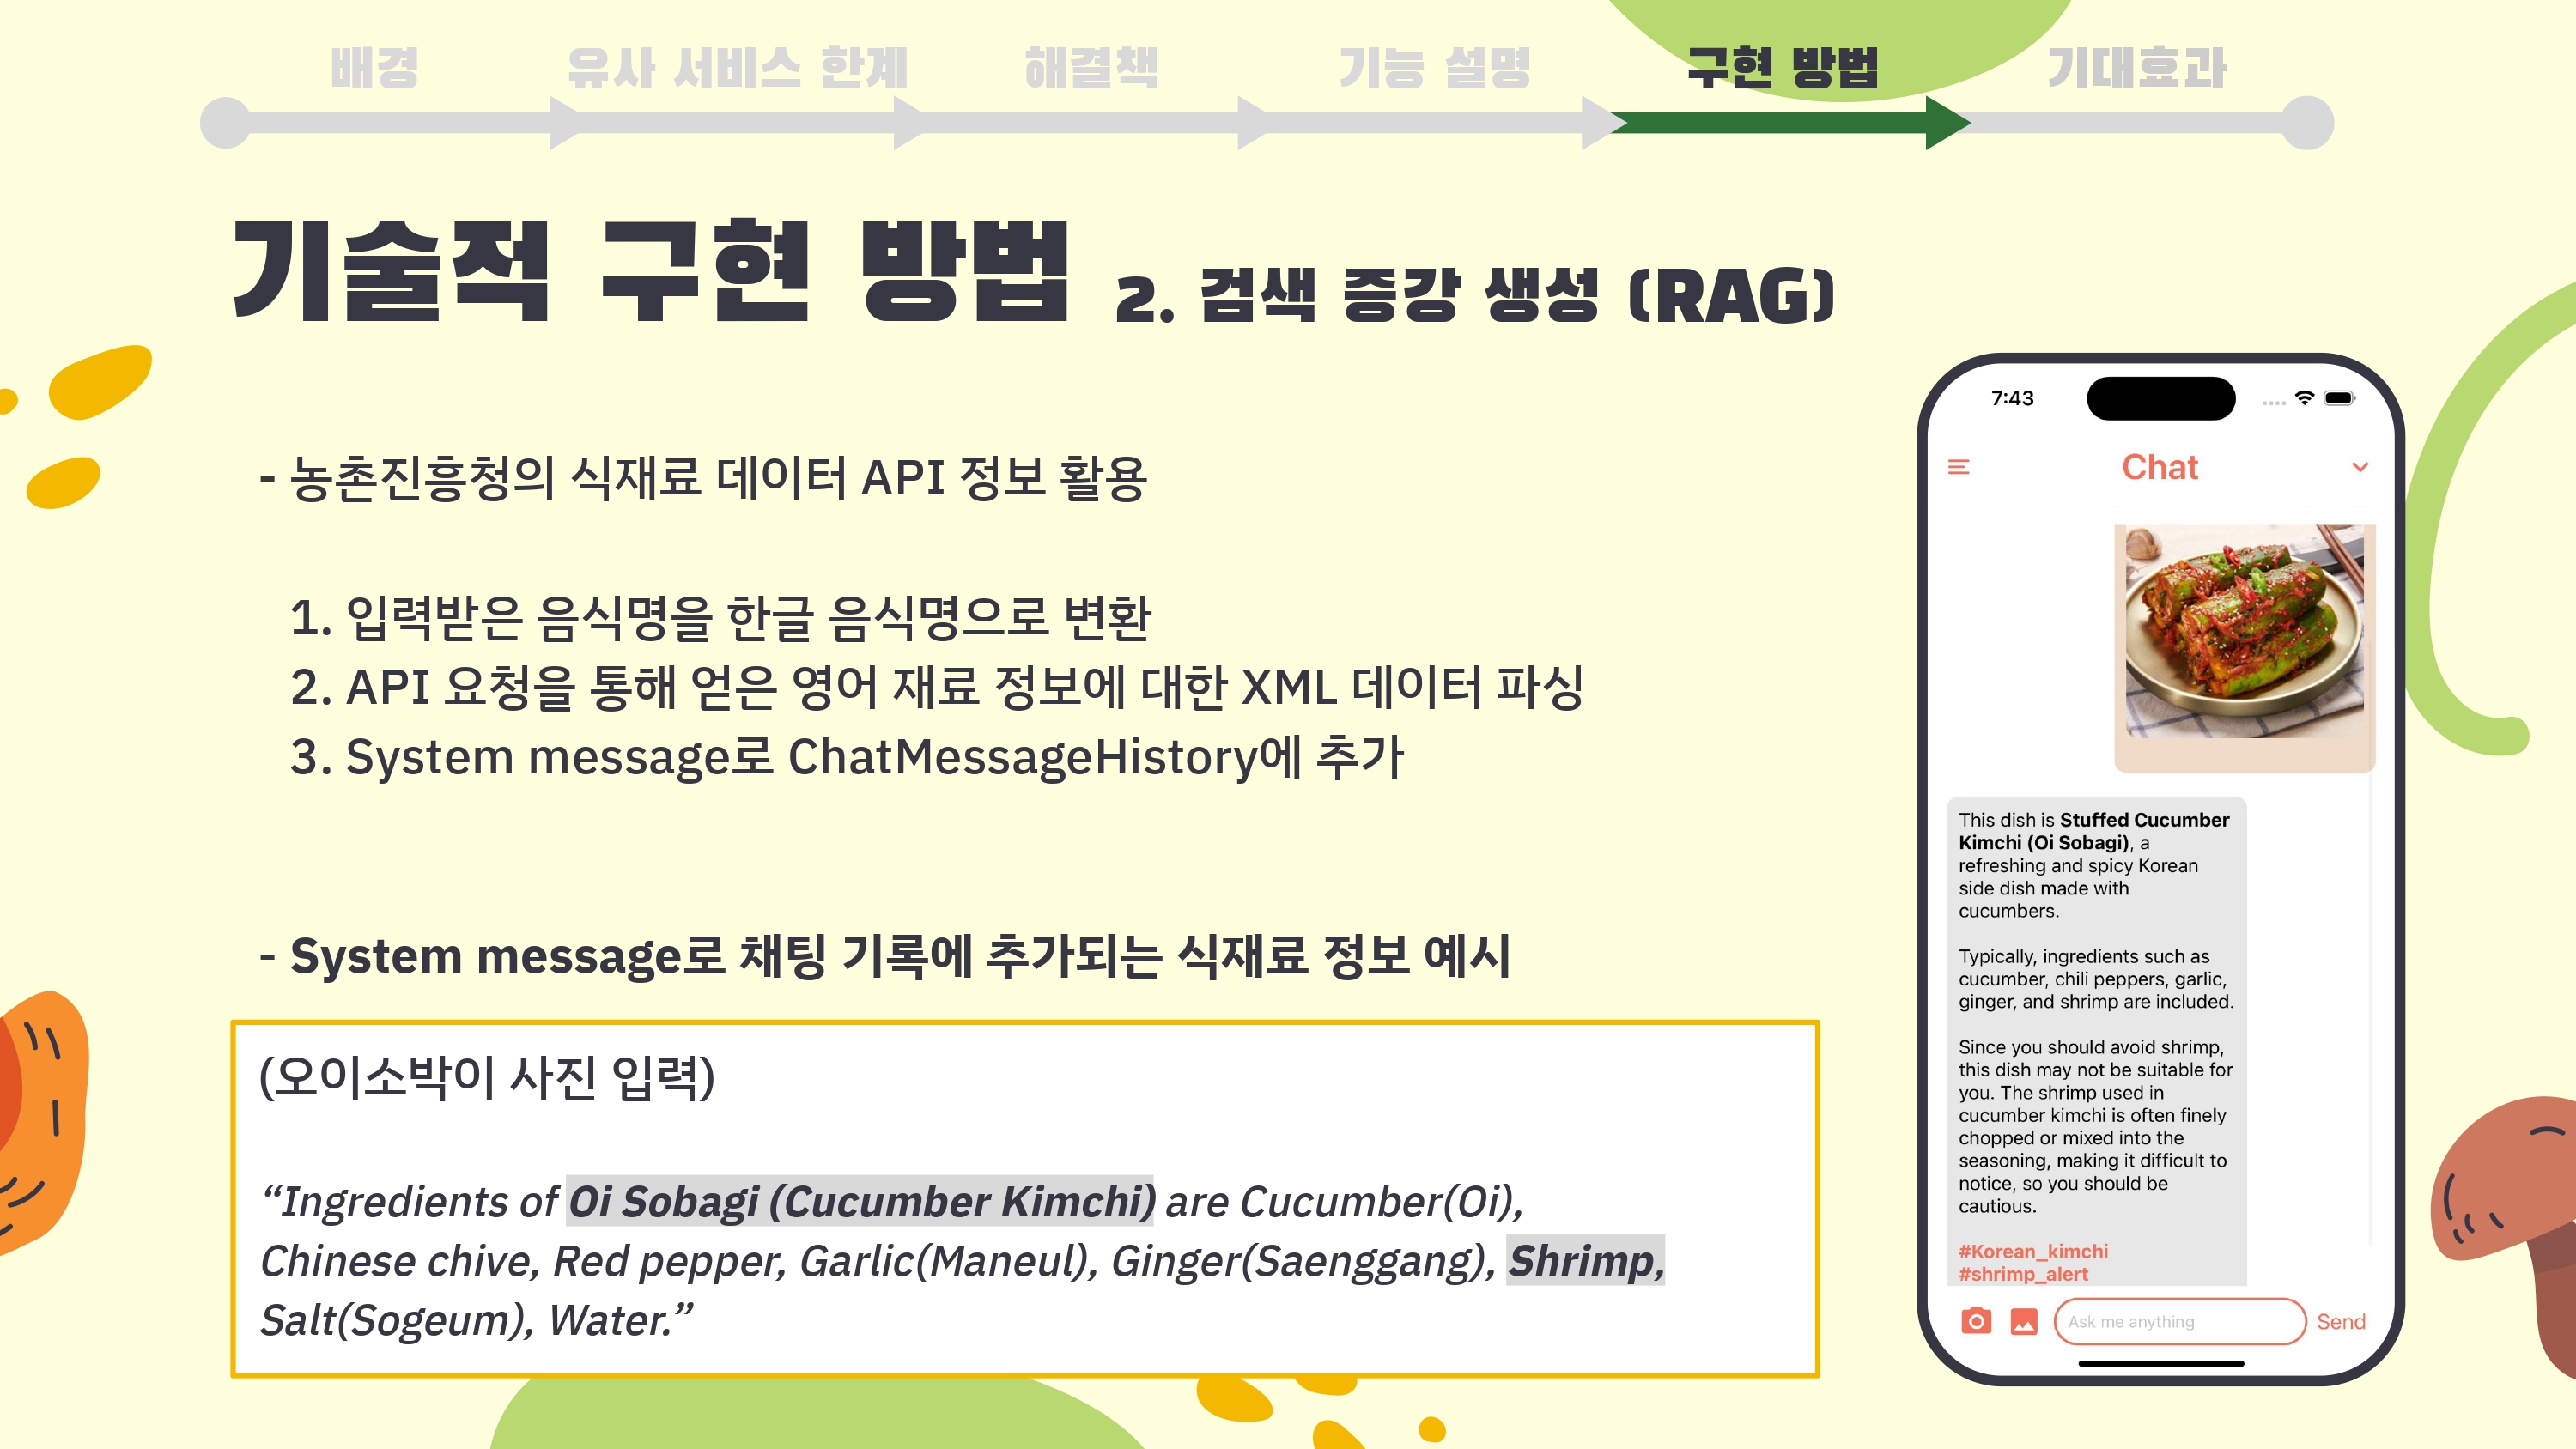 배경
유사 서비스 한계
해결책
기능 설명
구현 방법
기대효과
기술적 구현 방법 2. 검색 증강 생성 (RAG)
- 농촌진흥청의 식재료 데이터 API 정보 활용
1. 입력받은 음식명을 한글 음식명으로 변환
2. API 요청을 통해 얻은 영어 재료 정보에 대한 XML 데이터 파싱
3. System message로 ChatMessageHistory에 추가
- System message로 채팅 기록에 추가되는 식재료 정보 예시
(오이소박이 사진 입력)
“Ingredients of Oi Sobagi (Cucumber Kimchi) are Cucumber(Oi),
Chinese chive, Red pepper, Garlic(Maneul), Ginger(Saenggang), Shrimp,
Salt(Sogeum), Water.”
7:43
Chat
This dish is Stuffed Cucumber
Kimchi (Oi Sobagi), a
refreshing and spicy Korean
side dish made with
cucumbers.
Typically, ingredients such as
cucumber, chili peppers, garlic,
ginger, and shrimp are included.
Since you should avoid shrimp,
this dish may not be suitable for
you. The shrimp used in
cucumber kimchi is often finely
chopped or mixed into the
seasoning, making it difficult to
notice, so you should be
cautious.
#Korean_kimchi
#shrimp_alert
Ask me anything
Send